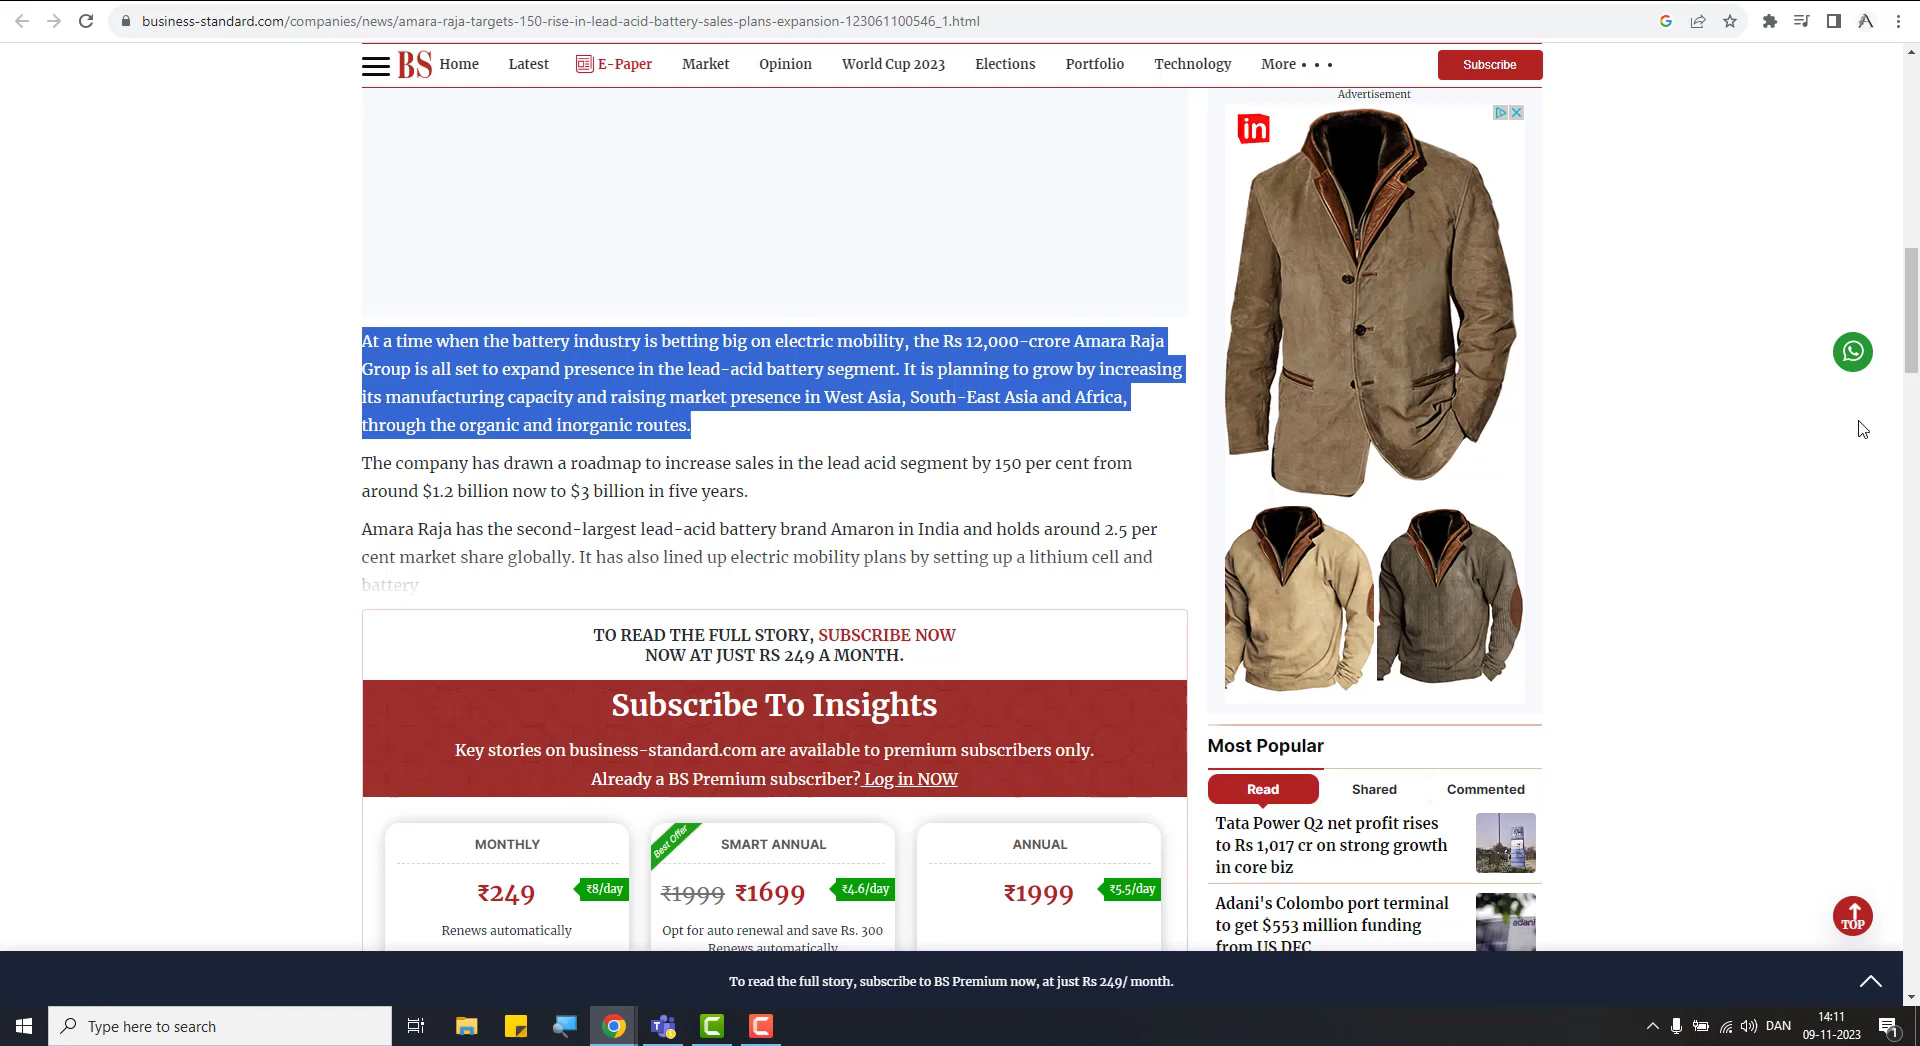 business-standard.com/companies/news/amara-raja-targets-150-rise-in-lead-acid-battery-sales-plans-expansion-123061100546_1.html
BS Home Latest E-Paper Market Opinion World Cup 2023 Elections Portfolio Technology More • • • Subscribe
Advertisement
in
At a time when the battery industry is betting big on electric mobility, the Rs 12,000-crore Amara Raja
Group is all set to expand presence in the lead-acid battery segment. It is planning to grow by increasing
its manufacturing capacity and raising market presence in West Asia, South-East Asia and Africa,
through the organic and inorganic routes.
The company has drawn a roadmap to increase sales in the lead acid segment by 150 per cent from
around $1.2 billion now to $3 billion in five years.
Amara Raja has the second-largest lead-acid battery brand Amaron in India and holds around 2.5 per
cent market share globally. It has also lined up electric mobility plans by setting up a lithium cell and
battery
TO READ THE FULL STORY, SUBSCRIBE NOW
NOW AT JUST RS 249 A MONTH.
Subscribe To Insights
Key stories on business-standard.com are available to premium subscribers only.
Already a BS Premium subscriber? Log in NOW
MONTHLY
₹249
₹8/day
Renews automatically
Best Offer
SMART ANNUAL
₹1999 ₹1699
₹4.6/day
Opt for auto renewal and save Rs. 300
Renews automatically
ANNUAL
₹1999
₹5.5/day
Most Popular
Read Shared Commented
Tata Power Q2 net profit rises
to Rs 1,017 cr on strong growth
in core biz
Adani's Colombo port terminal
to get $553 million funding
from US DFC
adani
TOP
To read the full story, subscribe to BS Premium now, at just Rs 249/ month.
Type here to search
DAN
14:11
09-11-2023
1